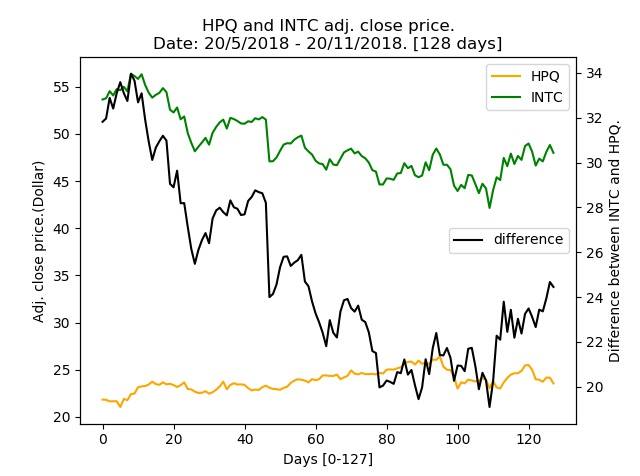 HPQ and INTC adj. close price.
Date: 20/5/2018 - 20/11/2018. [128 days]
Adj. close price.(Dollar)
55
50
45
40
35
30
25
20
HPQ
INTC
difference
34
32
30
28
26
24
22
20
Difference between INTC and HPQ.
0
20
40
60
80
100
120
Days [0-127]